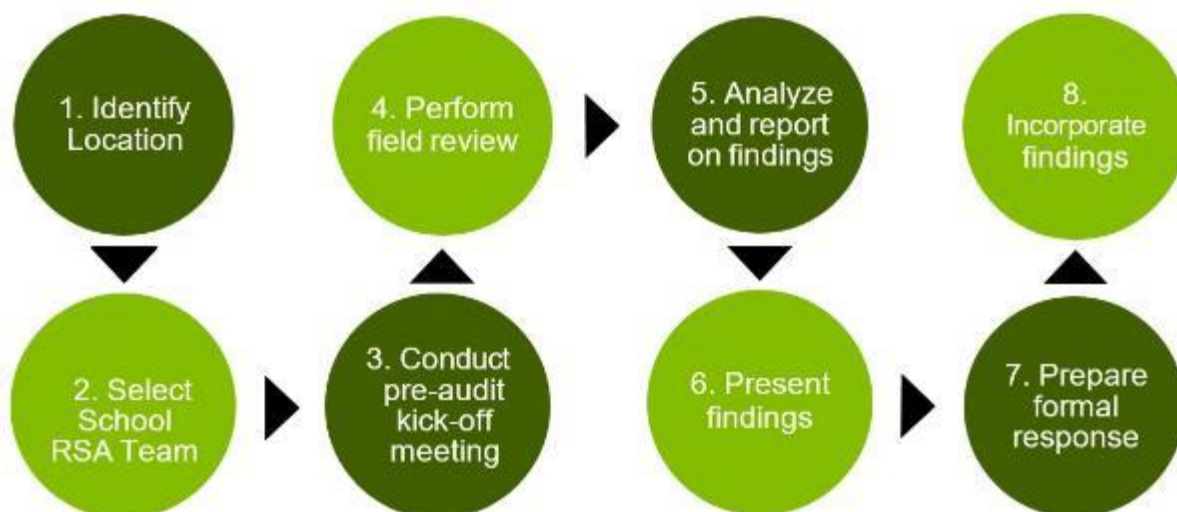 1. Identify
Location
2. Select
School
RSA Team
3. Conduct
pre-audit
kick-off
meeting
4. Perform
field review
5. Analyze
and report
on findings
6. Present
findings
7. Prepare
formal
response
8.
Incorporate
findings